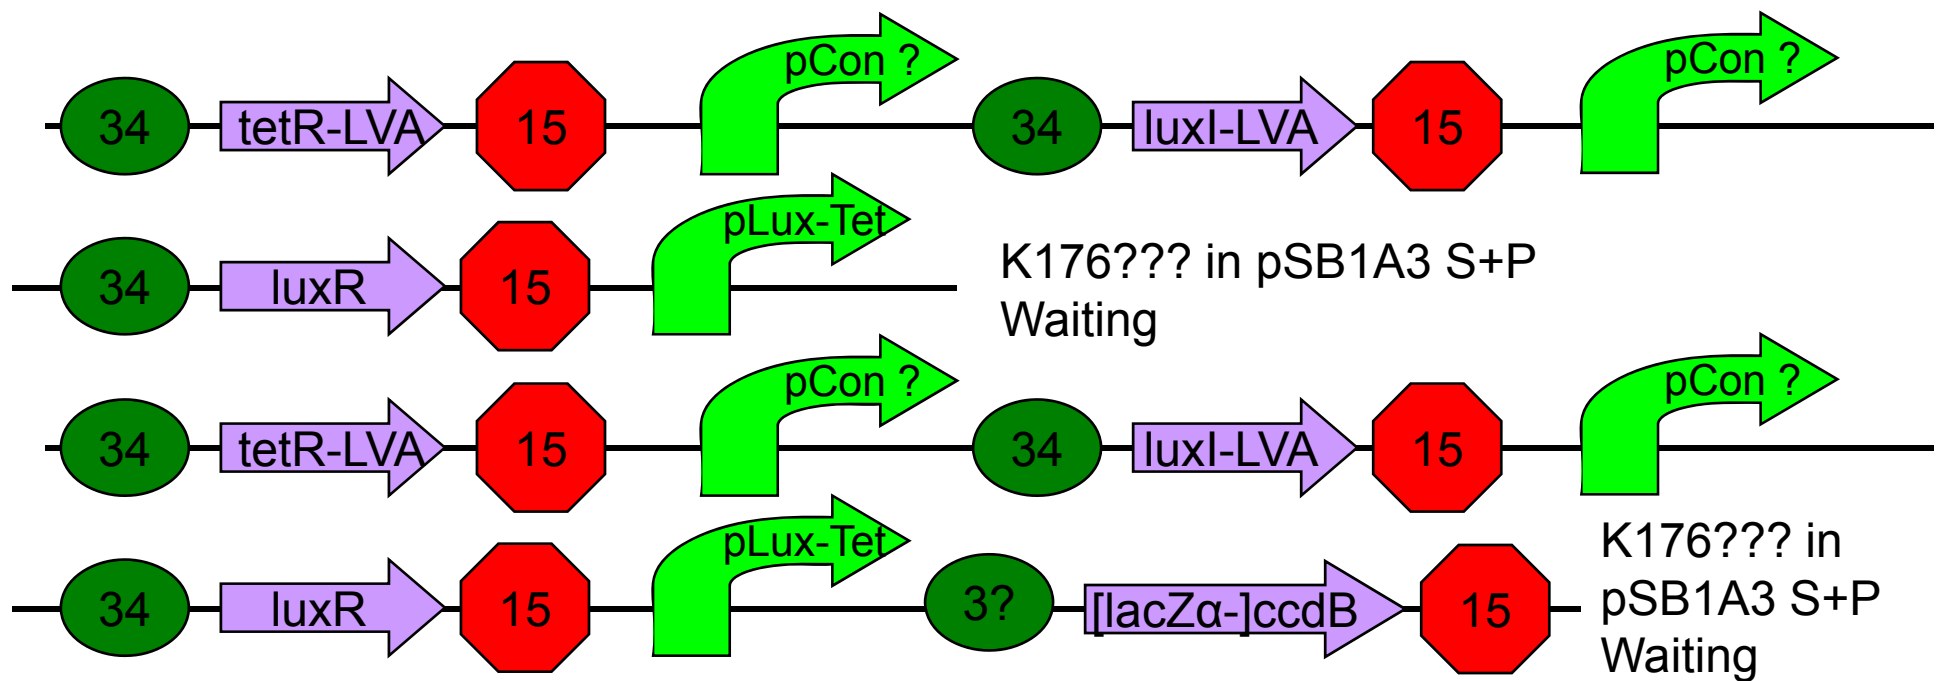 34 tetR-LVA 15 pCon ? 34 luxI-LVA 15 pCon ?
34 luxR 15 pLux-Tet K176??? in pSB1A3 S+P
Waiting
34 tetR-LVA 15 pCon ? 34 luxI-LVA 15 pCon ?
34 luxR 15 pLux-Tet 3? [lacZα-]ccdB 15 K176??? in
pSB1A3 S+P
Waiting